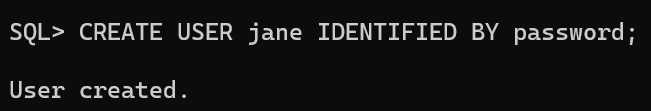 SQL> CREATE USER jane IDENTIFIED BY password;
User created.